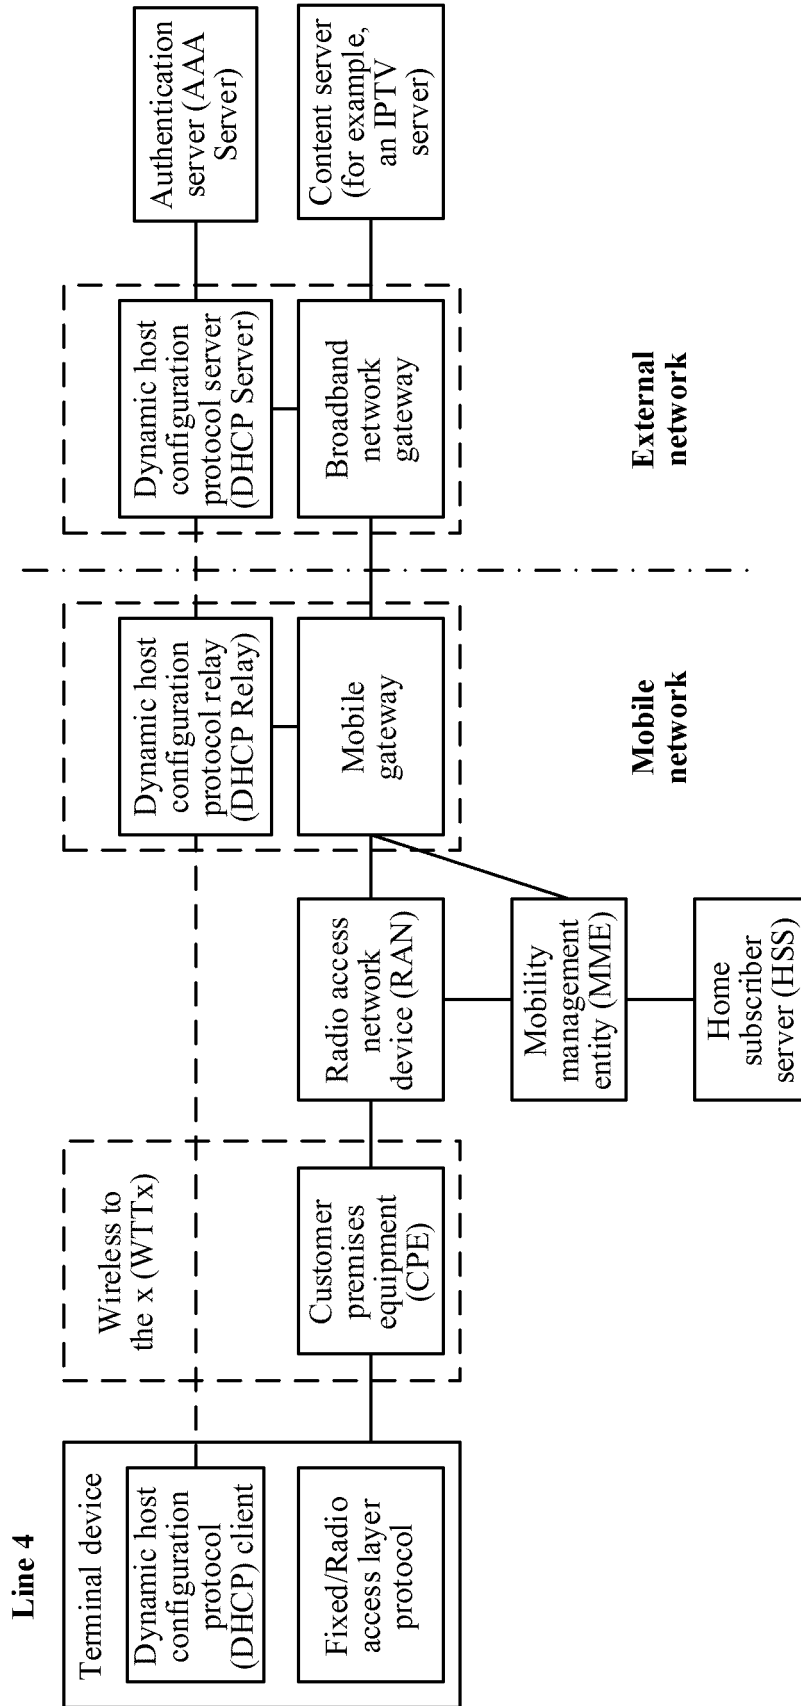 Line 4
Terminal device
Dynamic host
configuration
protocol
(DHCP) client
Fixed/Radio
access layer
protocol
Wireless to
the x (WTTx)
Customer
premises
equipment
(CPE)
Radio access
network
device (RAN)
Mobility
management
entity (MME)
Home
subscriber
server (HSS)
Dynamic host
configuration
protocol relay
(DHCP Relay)
Mobile
gateway
Mobile
network
Dynamic host
configuration
protocol server
(DHCP Server)
Broadband
network
gateway
External
network
Authentication
server (AAA
Server)
Content server
(for example,
an IPTV
server)